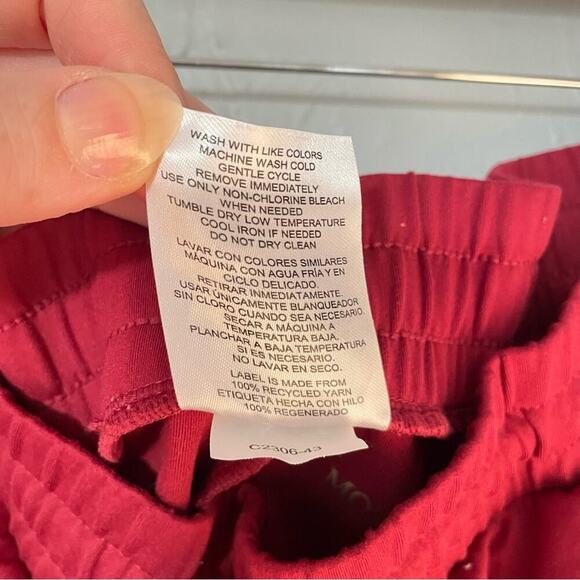 WASH WITH LIKE COLORS
MACHINE WASH COLD
GENTLE CYCLE
REMOVE IMMEDIATELY
USE ONLY NON-CHLORINE BLEACH
WHEN NEEDED
TUMBLE DRY LOW TEMPERATURE
COOL IRON IF NEEDED
DO NOT DRY CLEAN
LAVAR CON COLORES SIMILARES
MÁQUINA CON AGUA FRÍA Y EN
CICLO DELICADO.
RETIRAR INMEDIATAMENTE
USAR ÚNICAMENTE BLANQUEADOR
SIN CLORO CUANDO SEA NECESARIO.
SECAR A MÁQUINA A
TEMPERATURA BAJA.
PLANCHAR A BAJA TEMPERATURA
SI ES NECESARIO.
NO LAVAR EN SECO.
LABEL IS MADE FROM
100% RECYCLED YARN
ETIQUETA HECHA CON HILO
100% REGENERADO
C2306-43